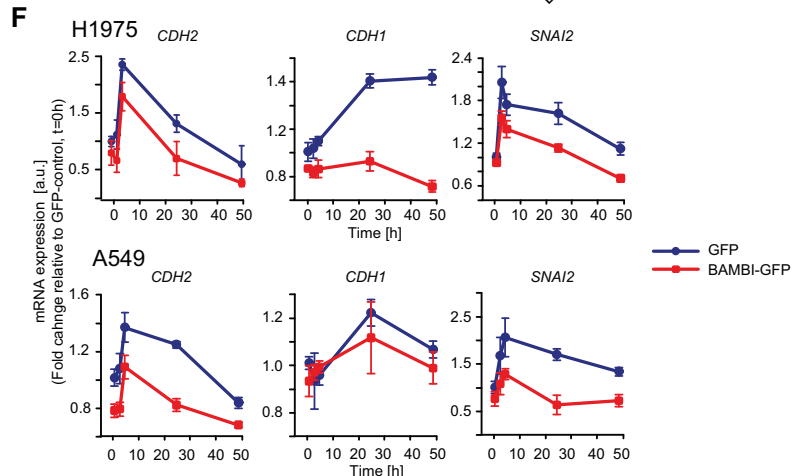 F
H1975
CDH2 CDH1 SNAI2
mRNA expression [a.u.]
(Fold cahnge relative to GFP-control, t=0h)
2.5
1.5
0.5
0 10 20 30 40 50
1.4
1.2
0.8
0 10 20 30 40 50
Time [h]
2.4
1.8
1.2
0.6
0 10 20 30 40 50
GFP
BAMBI-GFP
A549
CDH2 CDH1 SNAI2
1.6
1.2
0.8
0 10 20 30 40 50
1.2
1.0
0.8
0 10 20 30 40 50
Time [h]
2.5
1.5
0.5
0 10 20 30 40 50